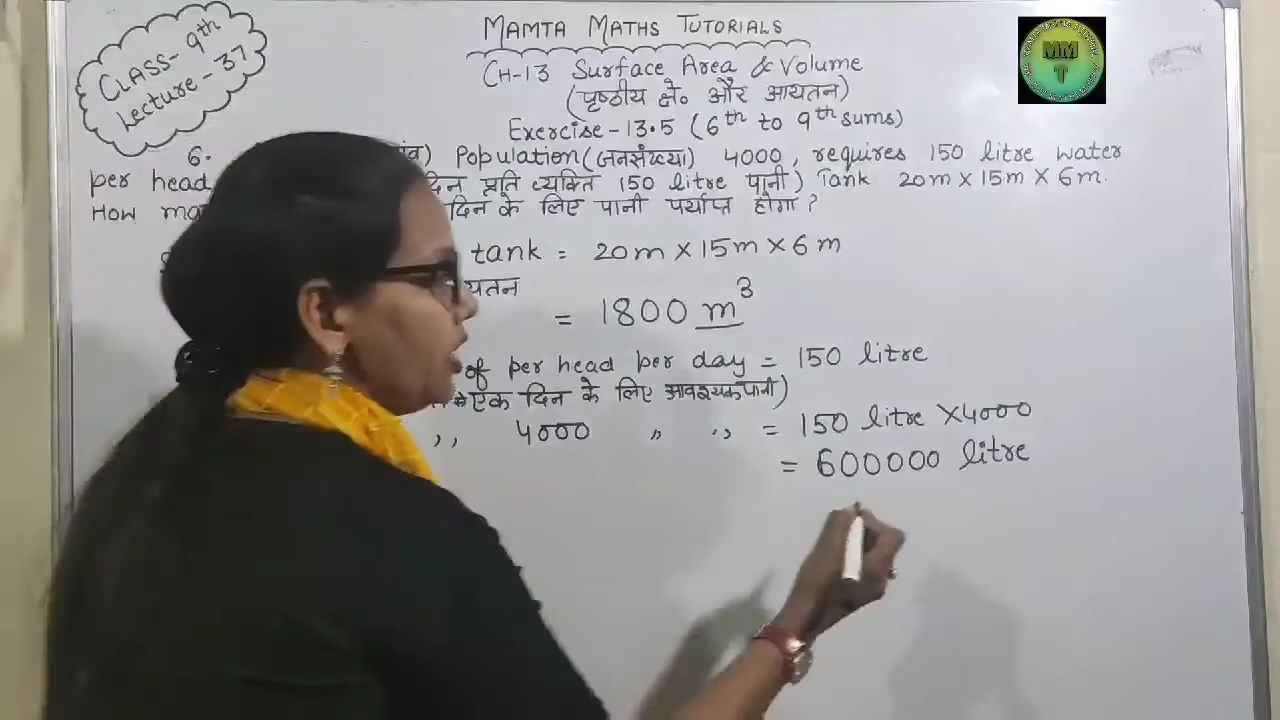 MAMTA MATHS TUTORIALS
CLASS- 9th
Lecture - 37
MM
T
CH-13 Surface Area & Volume
(पृष्ठीय क्षे० और आयतन)
Exercise-13.5 (6th to 9th sums)
6. Population (जनसंख्या) 4000, requires 150 litre water
per head दिन प्रति व्यक्ति 150 litre पानी) Tank 20m x 15m x 6m.
How दिन के लिए पानी पर्याप्त होगा ?
tank = 20m x 15m x 6m
= 1800 m³
of per head per day = 150 litre
एक दिन के लिए आवश्यक पानी)
,, 4000 ,, ,, = 150 litre x 4000
= 600000 litre